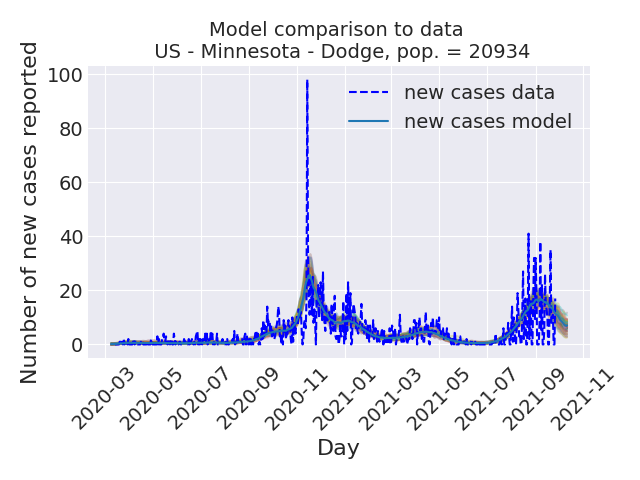 Model comparison to data
US - Minnesota - Dodge, pop. = 20934
Number of new cases reported
100
80
60
40
20
0
new cases data
new cases model
2020-03
2020-05
2020-07
2020-09
2020-11
2021-01
2021-03
2021-05
2021-07
2021-09
2021-11
Day